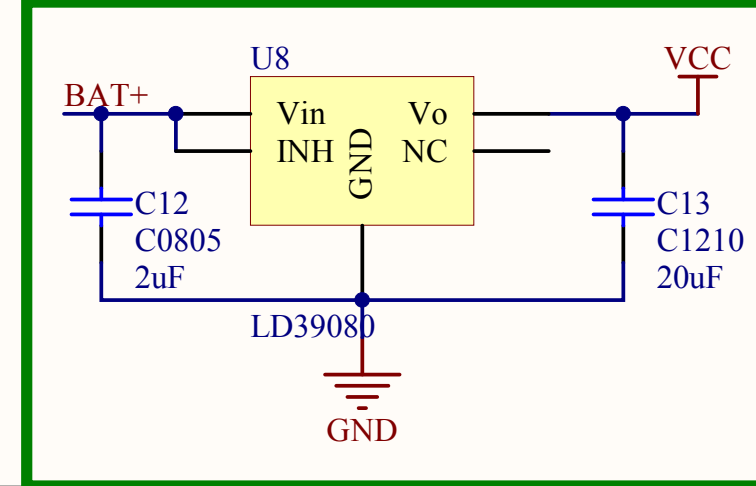 U8
VCC
BAT+
Vin
Vo
INH
GND
NC
C12
C0805
2uF
C13
C1210
20uF
LD39080
GND